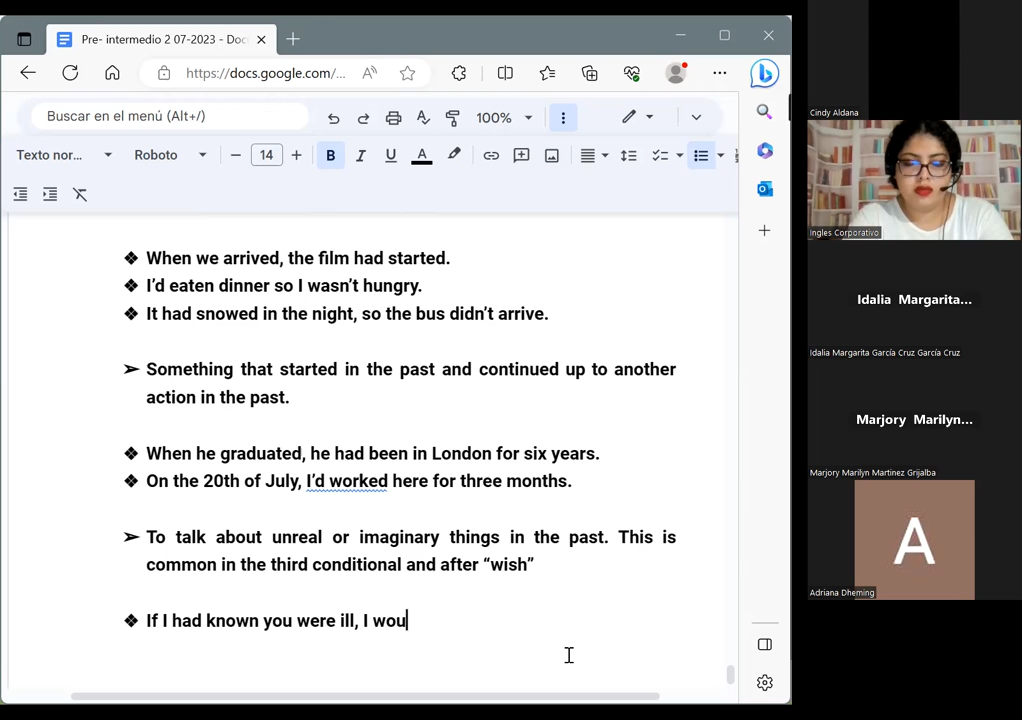 Pre- intermedio 2 07-2023 - Doc
https://docs.google.com/...
Buscar en el menú (Alt+/)
100%
Texto nor...
Roboto
14
B
I
U
A
❖ When we arrived, the film had started.
❖ I'd eaten dinner so I wasn't hungry.
❖ It had snowed in the night, so the bus didn't arrive.
➢ Something that started in the past and continued up to another
action in the past.
❖ When he graduated, he had been in London for six years.
❖ On the 20th of July, I'd worked here for three months.
➢ To talk about unreal or imaginary things in the past. This is
common in the third conditional and after “wish”
❖ If I had known you were ill, I wou
Cindy Aldana
Ingles Corporativo
Idalia Margarita...
Idalia Margarita García Cruz García Cruz
Marjory Marilyn...
Marjory Marilyn Martinez Grijalba
A
Adriana Dheming